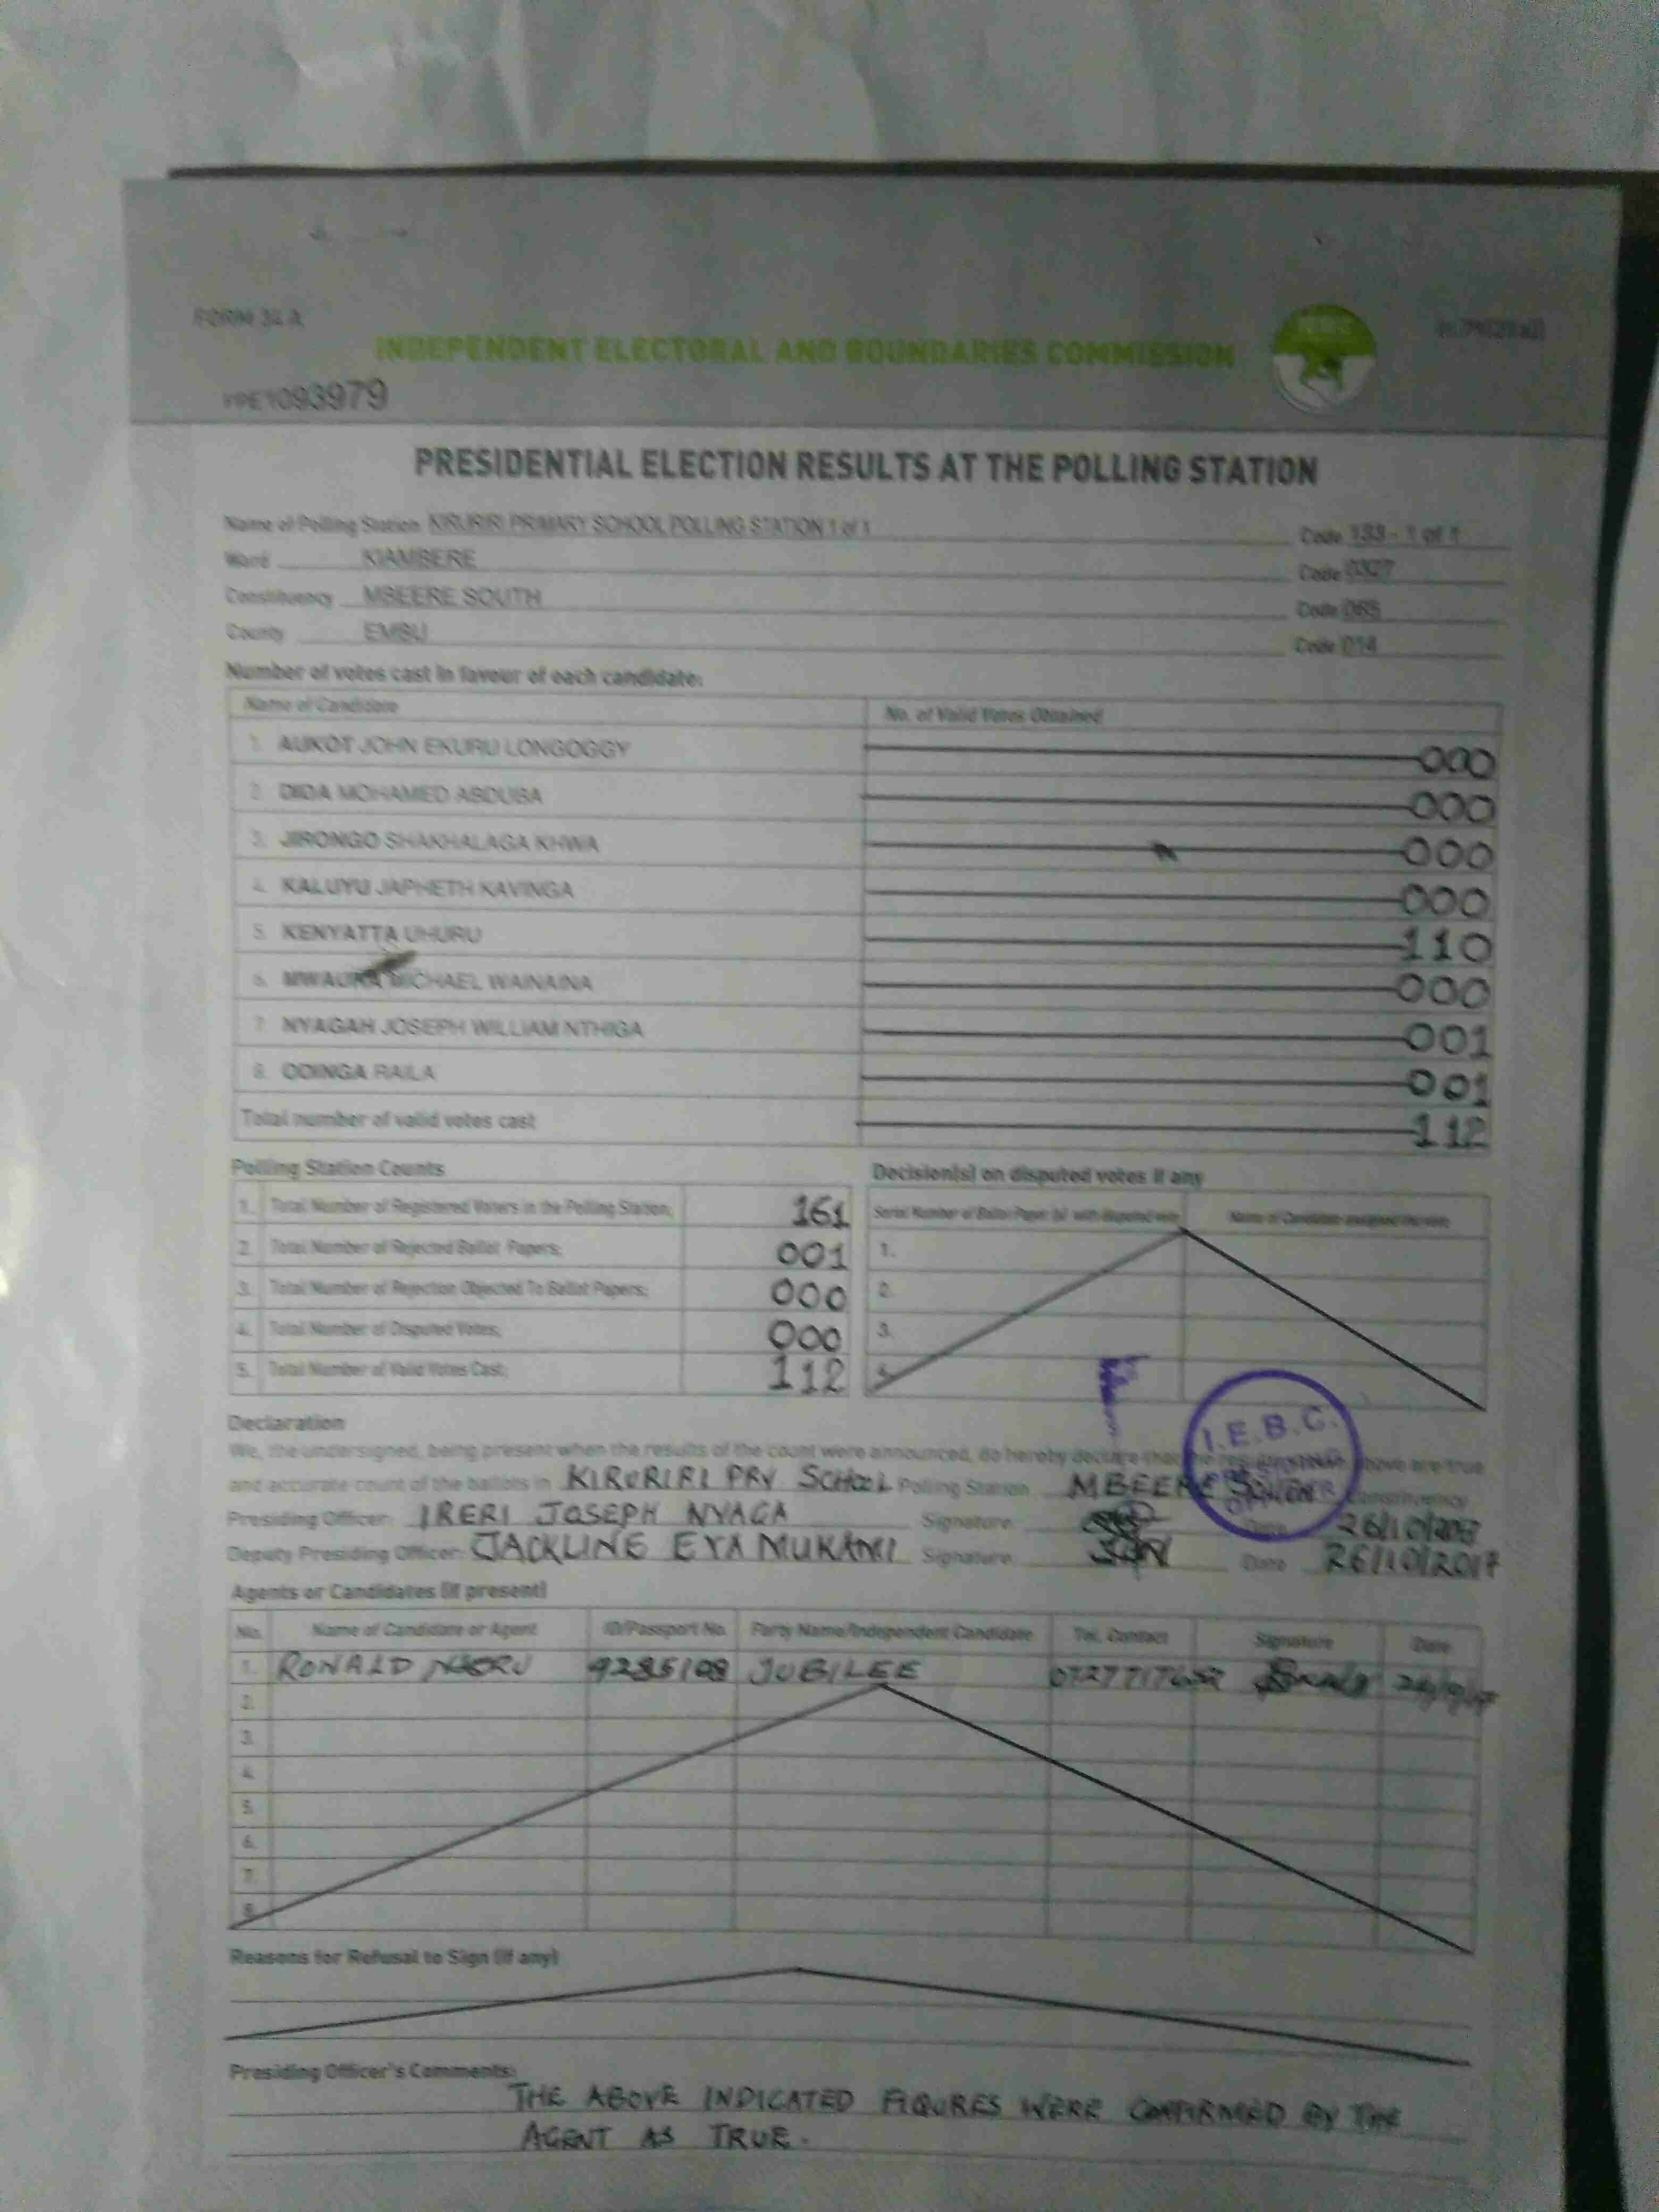 FORM 34 A
INDEPENDENT ELECTORAL AND BOUNDARIES COMMISSION
PRE1093979
PRESIDENTIAL ELECTION RESULTS AT THE POLLING STATION
Name of Polling Station KIRURIRI PRIMARY SCHOOL POLLING STATION 1 of 1 Code 133 - 1 of 1
Ward KIAMBERE Code 0327
Constituency MBEERE SOUTH Code 065
County EMBU Code 014
Number of votes cast in favour of each candidate:
Name of Candidate No. of Valid Votes Obtained
1. AUKOT JOHN EKURU LONGOGGY 000
2. DIDA MOHAMED ABDUBA 000
3. JIRONGO SHAKHALAGA KHWA 000
4. KALUYU JAPHETH KAVINGA 000
5. KENYATTA UHURU 110
6. MWAURA MICHAEL WAINAINA 000
7. NYAGAH JOSEPH WILLIAM NTHIGA 001
8. ODINGA RAILA 001
Total number of valid votes cast 112
Polling Station Counts
1. Total Number of Registered Voters in the Polling Station; 161
2. Total Number of Rejected Ballot Papers; 001
3. Total Number of Rejection Objected To Ballot Papers; 000
4. Total Number of Disputed Votes; 000
5. Total Number of Valid Votes Cast; 112
Decision(s) on disputed votes if any
Serial Number of Ballot Paper (s) with disputed vote Name of Candidate assigned the vote
1.
2.
3.
4.
I.E.B.C.
Declaration
We, the undersigned, being present when the results of the count were announced, do hereby declare that the results above are true
and accurate count of the ballots in KIRURIRI PRY. SCHOOL Polling Station MBEERE SOUTH Constituency
Presiding Officer: IRERI JOSEPH NYAGA Signature Date 26/10/2017
Deputy Presiding Officer: JACKLINE EVA MUKAMI Signature Date 26/10/2017
Agents or Candidates (if present)
No. Name of Candidate or Agent ID/Passport No. Party Name/Independent Candidate Tel. Contact Signature Date
1. RONALD JUBILEE
2.
3.
4.
5.
6.
7.
8.
Reasons for Refusal to Sign (if any)
Presiding Officer's Comments:
THE ABOVE INDICATED FIGURES WERE CONFIRMED BY THE
AGENT AS TRUE.